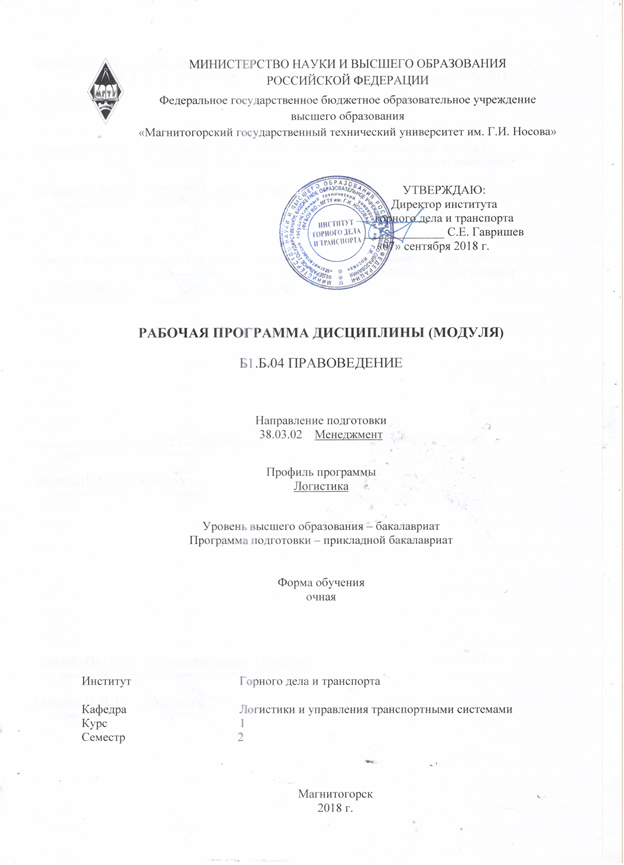 МИНИСТЕРСТВО НАУКИ И ВЫСШЕГО ОБРАЗОВАНИЯ
РОССИЙСКОЙ ФЕДЕРАЦИИ
Федеральное государственное бюджетное образовательное учреждение
высшего образования
«Магнитогорский государственный технический университет им. Г.И. Носова»
МГТУ
УТВЕРЖДАЮ:
Директор института
горного дела и транспорта
С.Е. Гавришев
«07» сентября 2018 г.
ИНСТИТУТ
ГОРНОГО ДЕЛА
И ТРАНСПОРТА
РАБОЧАЯ ПРОГРАММА ДИСЦИПЛИНЫ (МОДУЛЯ)
Б1.Б.04 ПРАВОВЕДЕНИЕ
Направление подготовки
38.03.02 Менеджмент
Профиль программы
Логистика
Уровень высшего образования – бакалавриат
Программа подготовки – прикладной бакалавриат
Форма обучения
очная
Институт Горного дела и транспорта
Кафедра Логистики и управления транспортными системами
Курс 1
Семестр 2
Магнитогорск
2018 г.